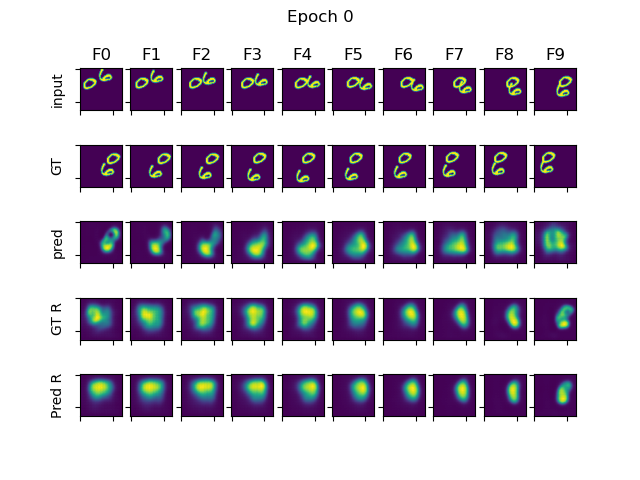 Epoch 0
F0 F1 F2 F3 F4 F5 F6 F7 F8 F9
input
GT
pred
GT R
Pred R